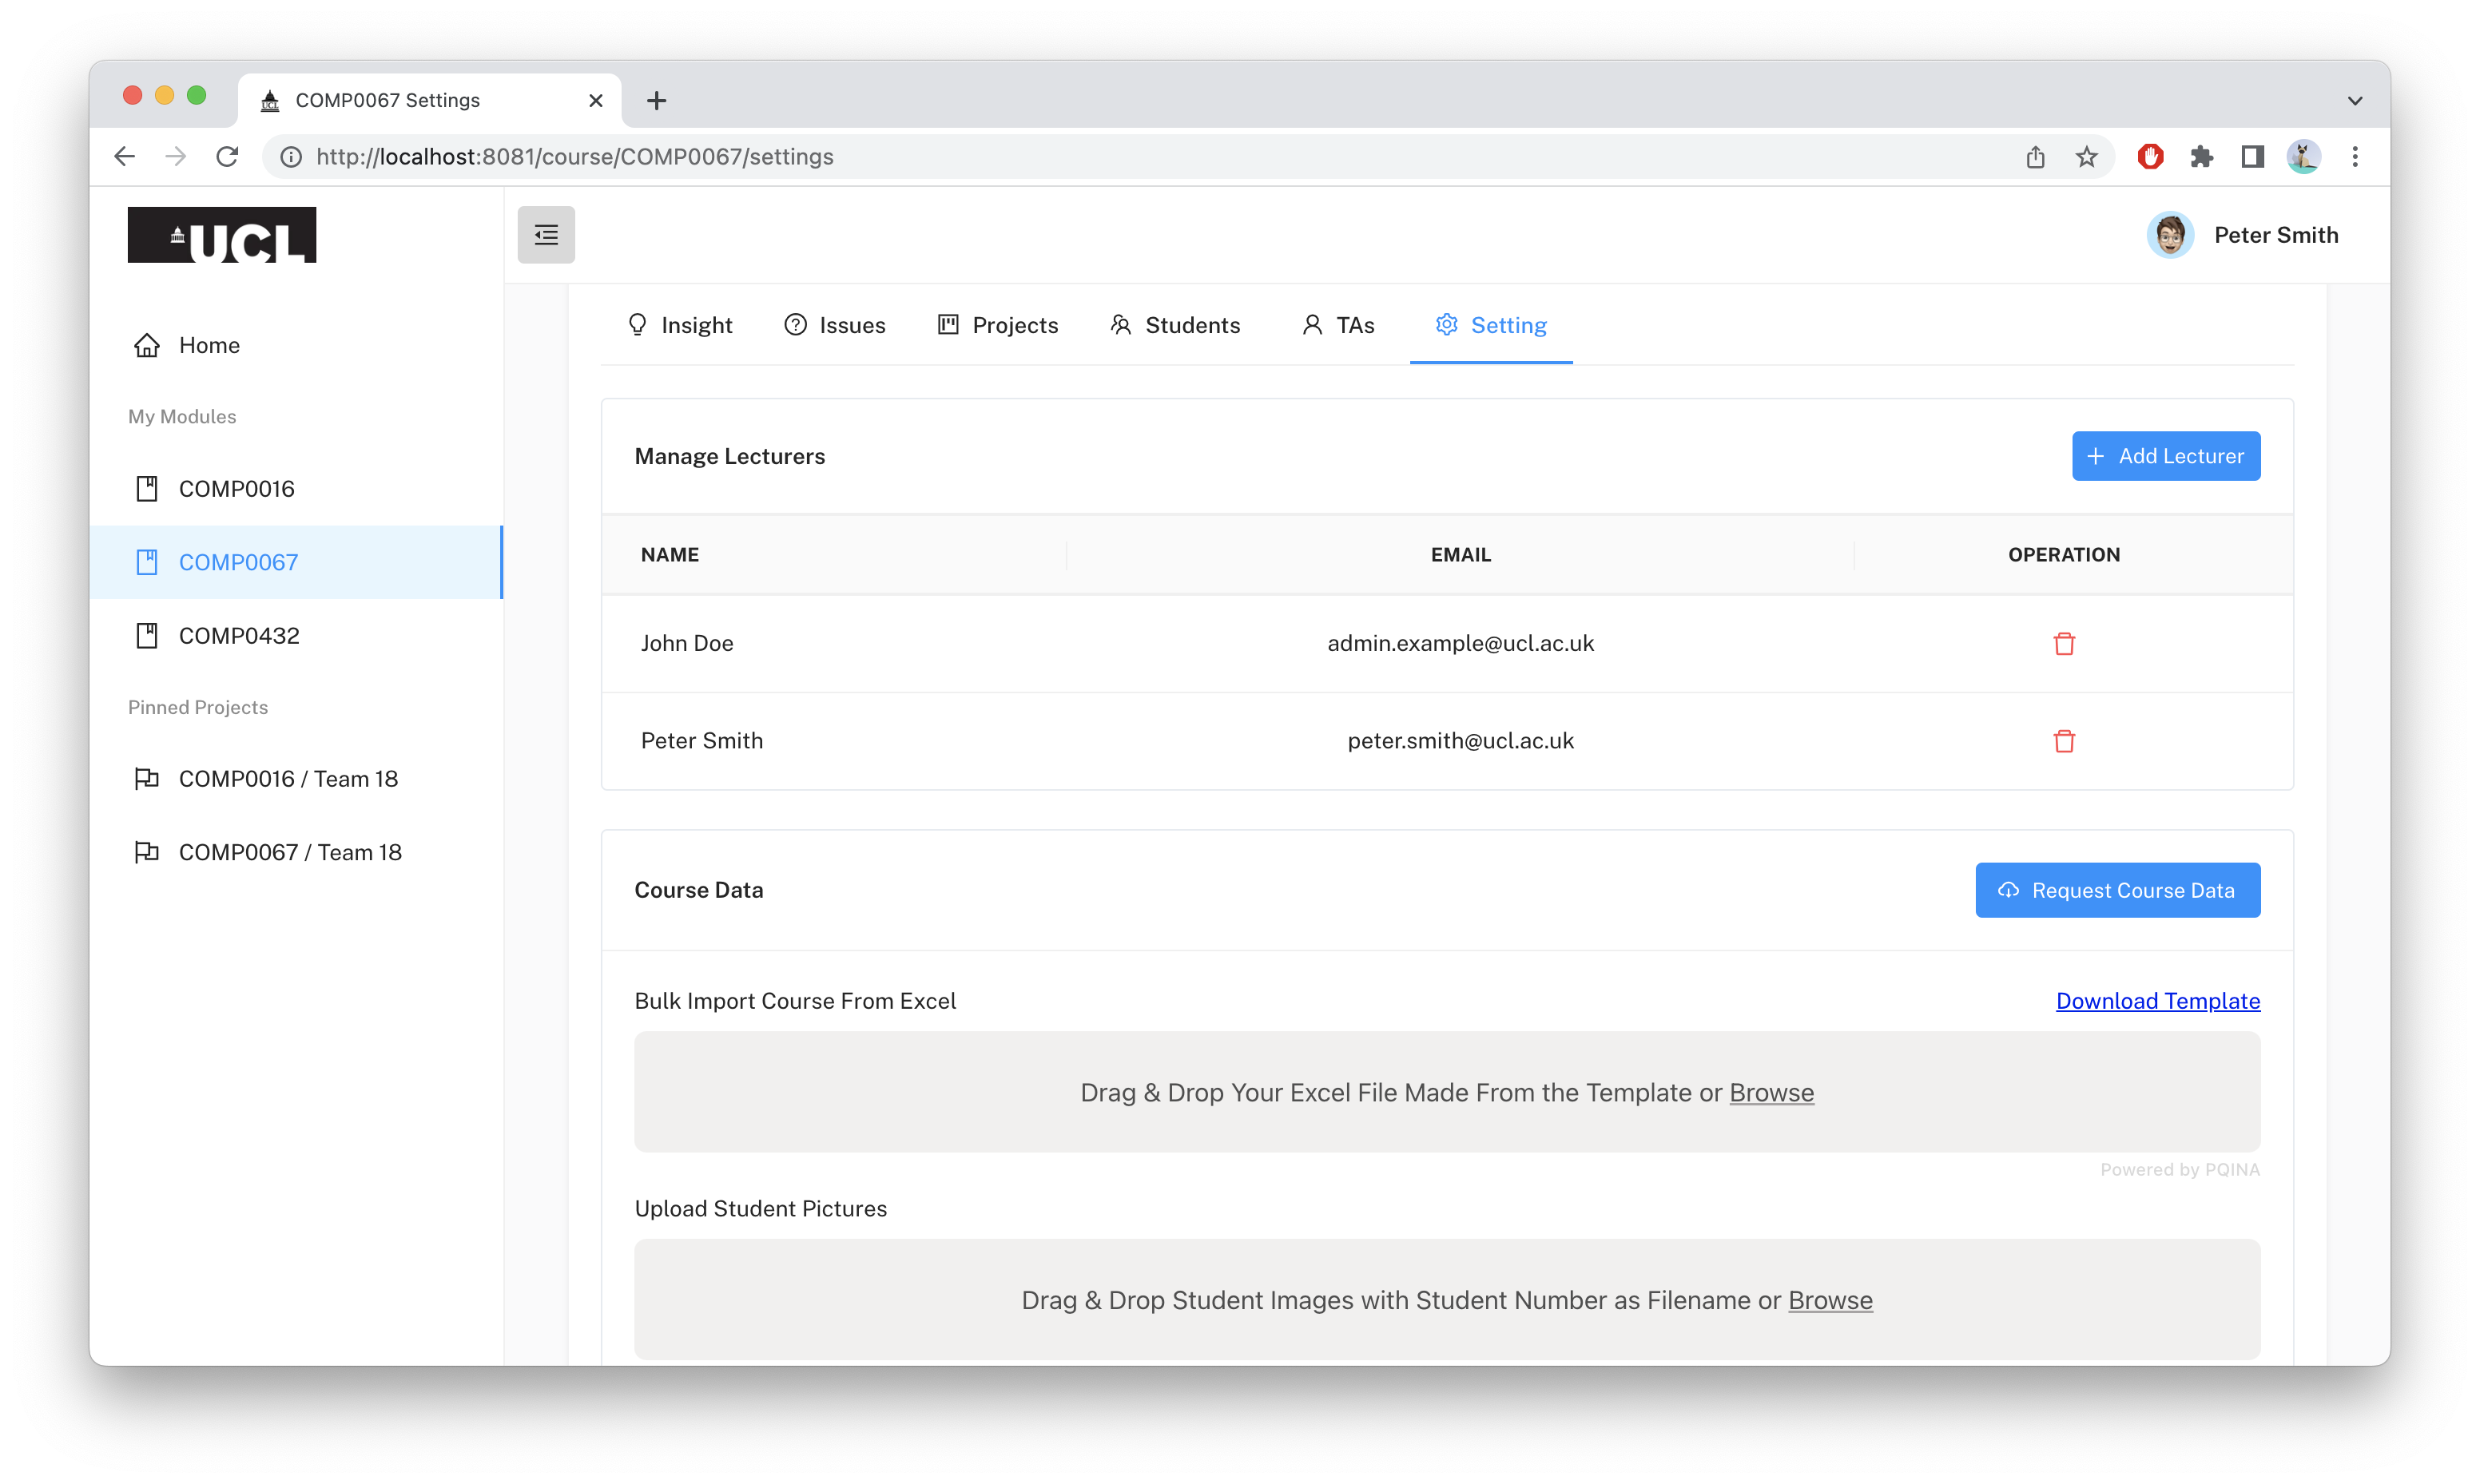 COMP0067 Settings
http://localhost:8081/course/COMP0067/settings
UCL
Peter Smith
Home
My Modules
COMP0016
COMP0067
COMP0432
Pinned Projects
COMP0016 / Team 18
COMP0067 / Team 18
Insight
Issues
Projects
Students
TAs
Setting
Manage Lecturers
Add Lecturer
NAME
EMAIL
OPERATION
John Doe
admin.example@ucl.ac.uk
Peter Smith
peter.smith@ucl.ac.uk
Course Data
Request Course Data
Bulk Import Course From Excel
Download Template
Drag & Drop Your Excel File Made From the Template or Browse
Powered by PQINA
Upload Student Pictures
Drag & Drop Student Images with Student Number as Filename or Browse